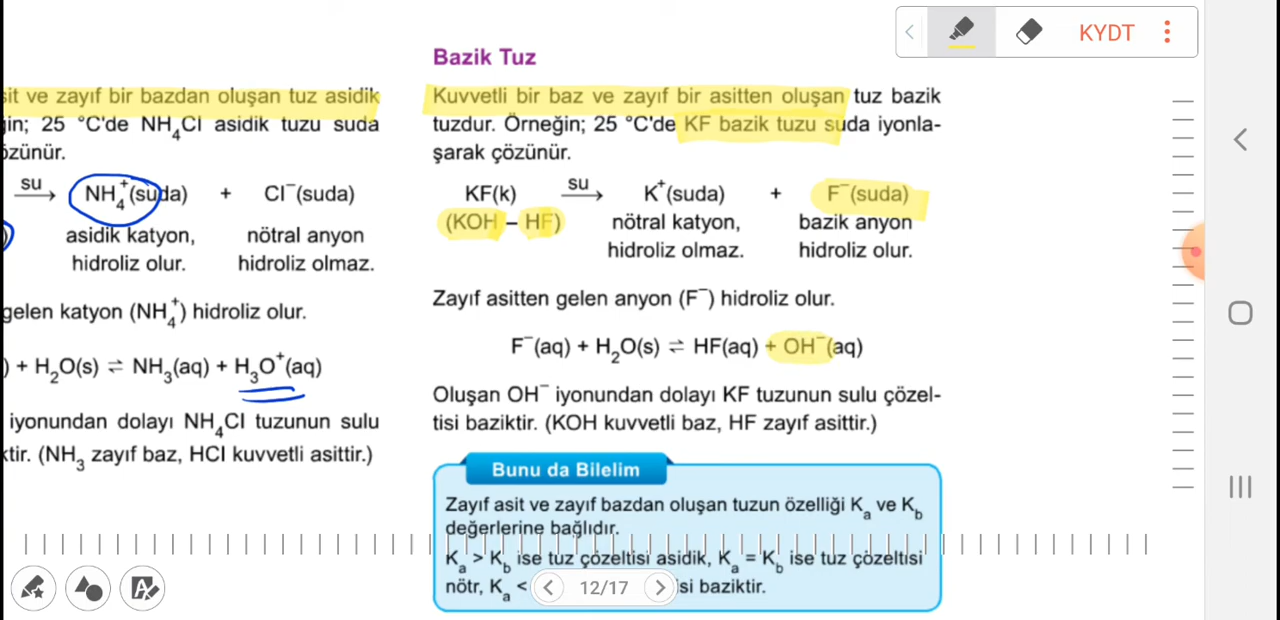 KYDT
sit ve zayıf bir bazdan oluşan tuz asidik
ğin; 25 °C'de NH₄Cl asidik tuzu suda
özünür.
su → NH₄⁺(suda) + Cl⁻(suda)
asidik katyon, nötral anyon
hidroliz olur. hidroliz olmaz.
gelen katyon (NH₄⁺) hidroliz olur.
) + H₂O(s) ⇌ NH₃(aq) + H₃O⁺(aq)
iyonundan dolayı NH₄Cl tuzunun sulu
ktir. (NH₃ zayıf baz, HCl kuvvetli asittir.)
Bazik Tuz
Kuvvetli bir baz ve zayıf bir asitten oluşan tuz bazik
tuzdur. Örneğin; 25 °C'de KF bazik tuzu suda iyonla-
şarak çözünür.
KF(k) su → K⁺(suda) + F⁻(suda)
(KOH – HF) nötral katyon, bazik anyon
hidroliz olmaz. hidroliz olur.
Zayıf asitten gelen anyon (F⁻) hidroliz olur.
F⁻(aq) + H₂O(s) ⇌ HF(aq) + OH⁻(aq)
Oluşan OH⁻ iyonundan dolayı KF tuzunun sulu çözel-
tisi baziktir. (KOH kuvvetli baz, HF zayıf asittir.)
Bunu da Bilelim
Zayıf asit ve zayıf bazdan oluşan tuzun özelliği Kₐ ve K_b
değerlerine bağlıdır.
Kₐ > K_b ise tuz çözeltisi asidik, Kₐ = K_b ise tuz çözeltisi
nötr, Kₐ < si baziktir.
12/17